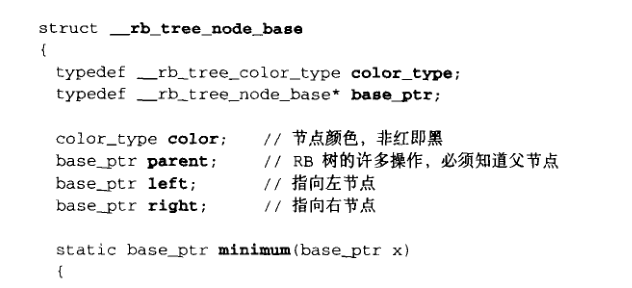 struct __rb_tree_node_base
{
typedef __rb_tree_color_type color_type;
typedef __rb_tree_node_base* base_ptr;
color_type color; // 节点颜色，非红即黑
base_ptr parent; // RB 树的许多操作，必须知道父节点
base_ptr left; // 指向左节点
base_ptr right; // 指向右节点
static base_ptr minimum(base_ptr x)
{